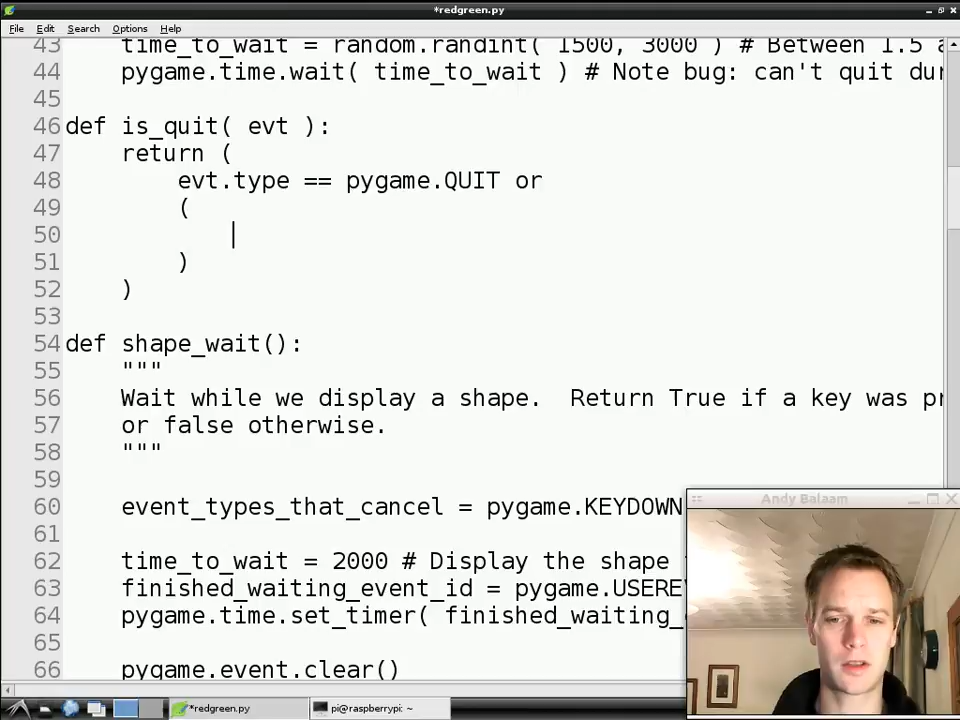 *redgreen.py
File Edit Search Options Help
43 time_to_wait = random.randint( 1500, 3000 ) # Between 1.5 a
44 pygame.time.wait( time_to_wait ) # Note bug: can't quit dur
45
46 def is_quit( evt ):
47 return (
48 evt.type == pygame.QUIT or
49 (
50
51 )
52 )
53
54 def shape_wait():
55 """
56 Wait while we display a shape.  Return True if a key was pr
57 or false otherwise.
58 """
59
60 event_types_that_cancel = pygame.KEYDOWN
61
62 time_to_wait = 2000 # Display the shape
63 finished_waiting_event_id = pygame.USERE
64 pygame.time.set_timer( finished_waiting_
65
66 pygame.event.clear()
Andy Balaam
*redgreen.py
pi@raspberrypi: ~